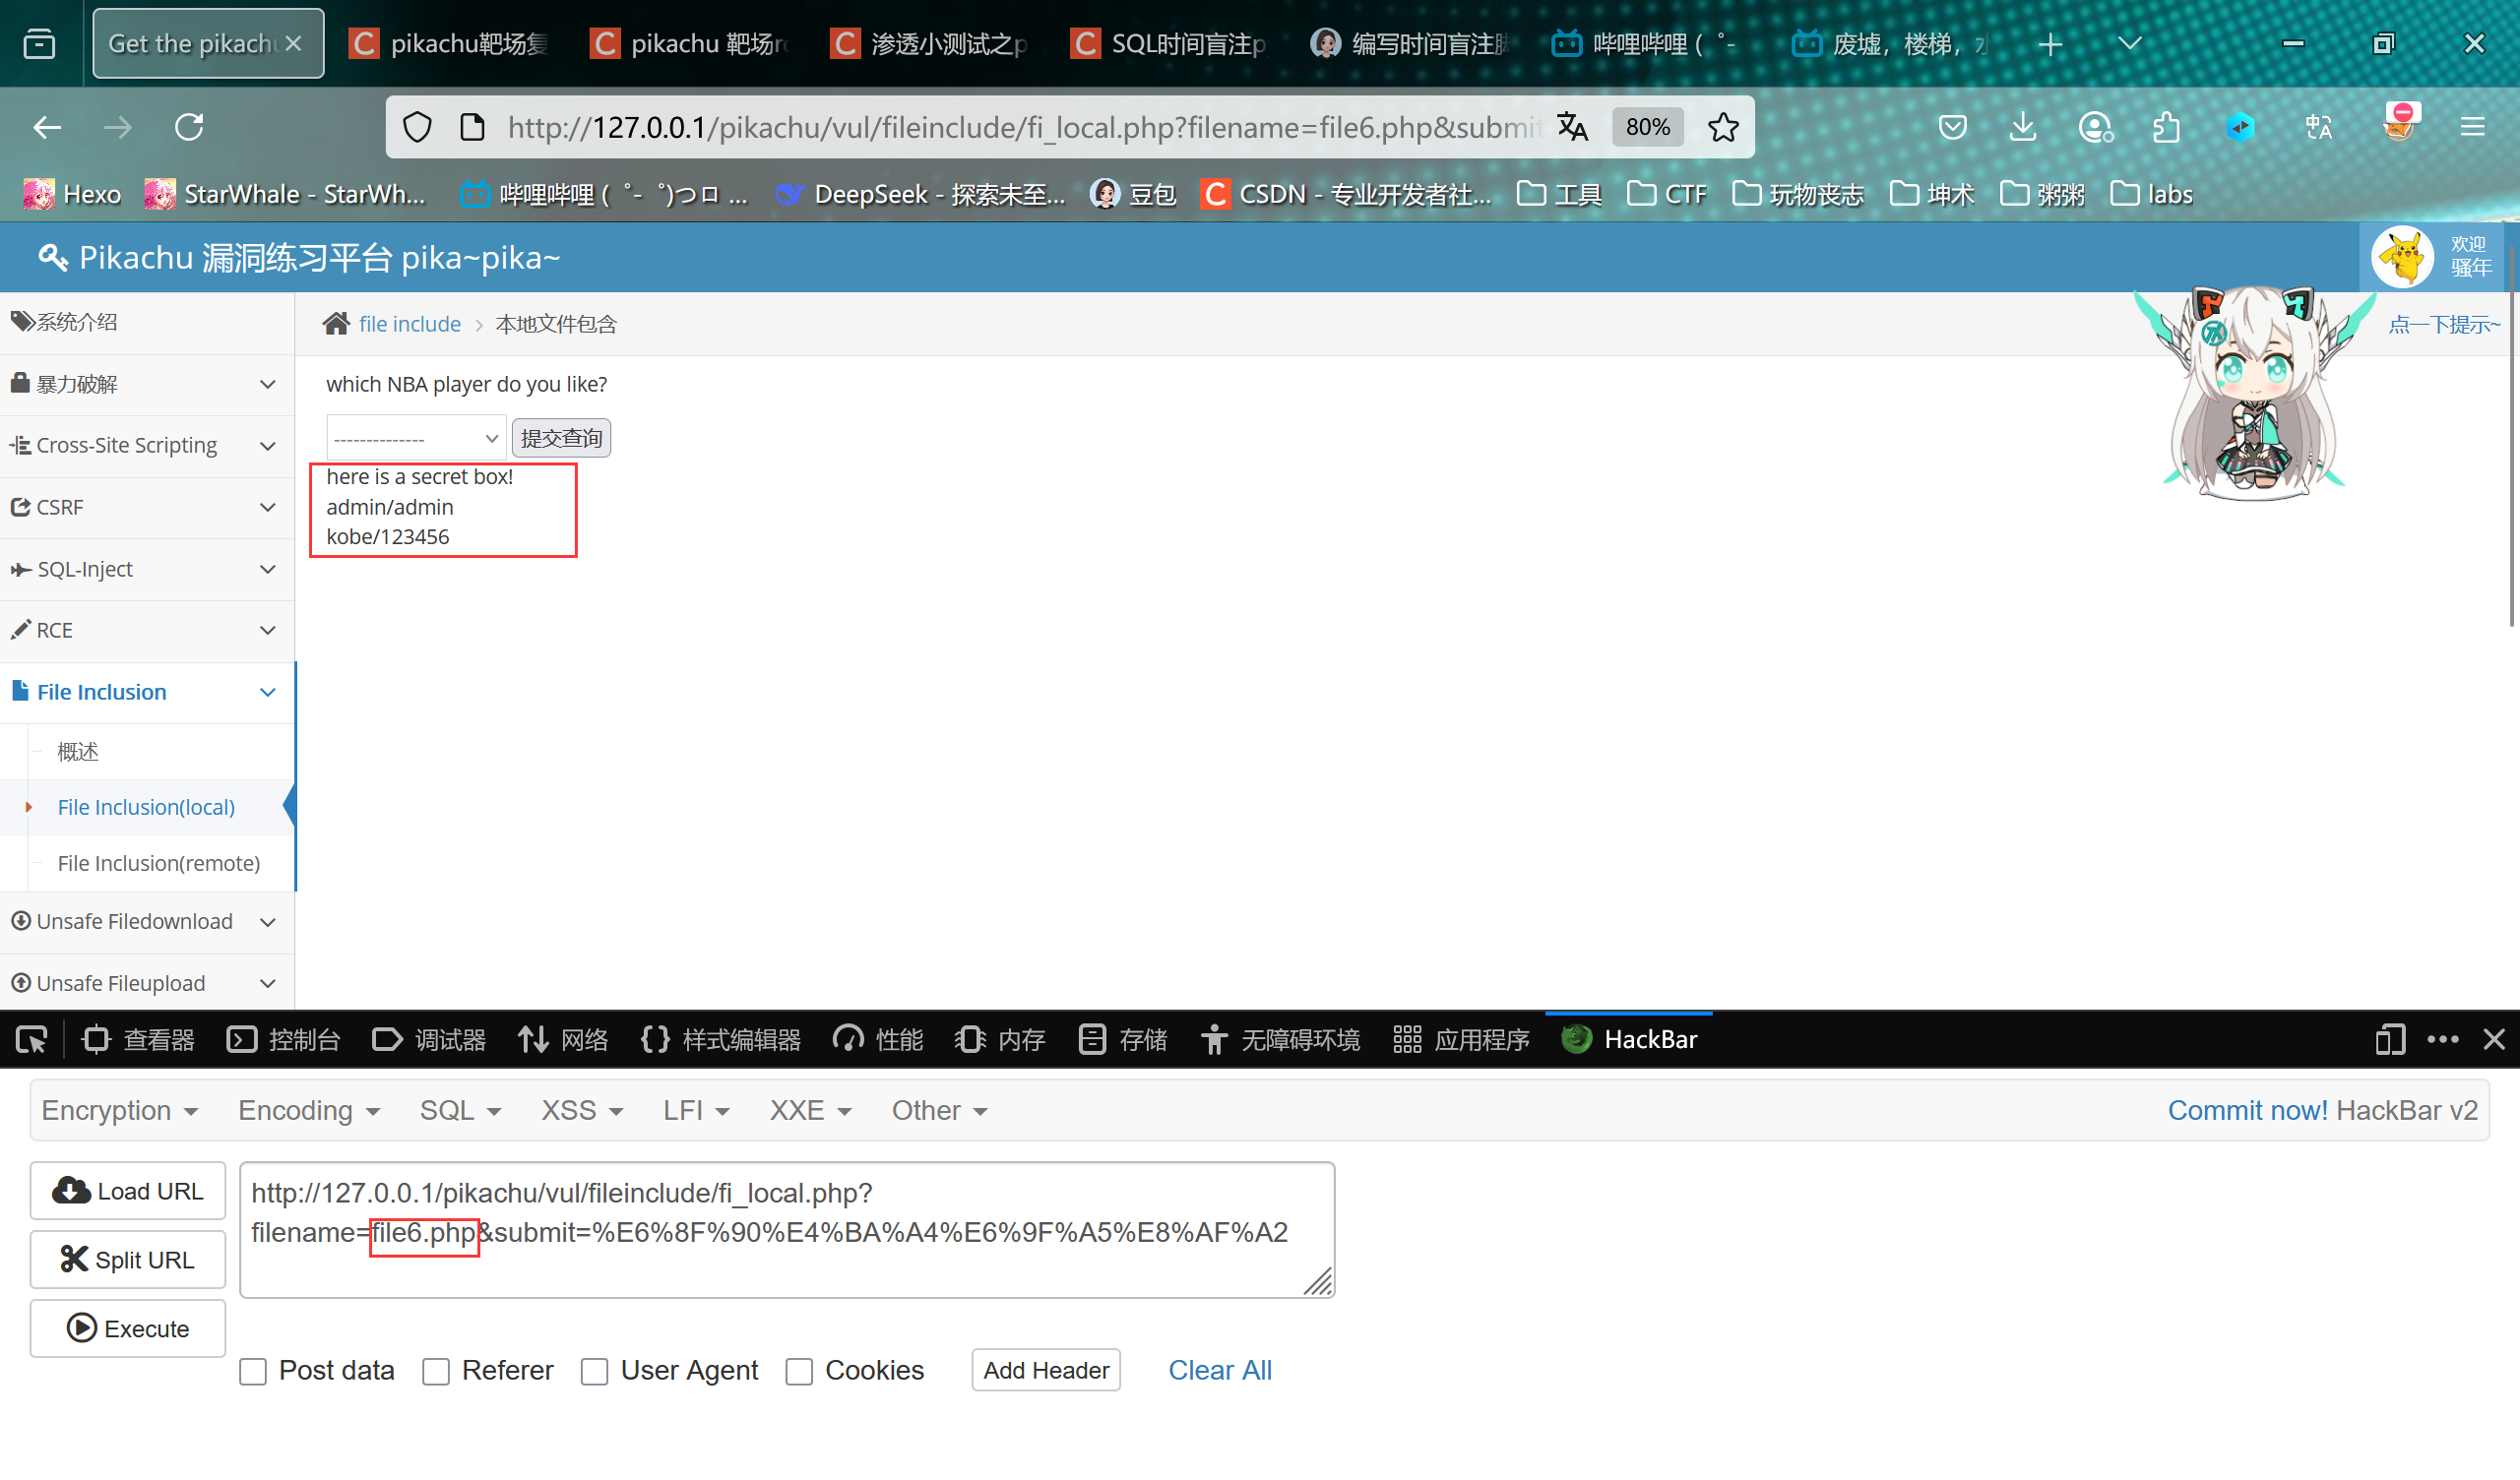 Get the pikachu
pikachu靶场复
pikachu 靶场rc
渗透小测试之p
SQL时间盲注p
编写时间盲注脚
哔哩哔哩 ( ゜-
废墟，楼梯，水
http://127.0.0.1/pikachu/vul/fileinclude/fi_local.php?filename=file6.php&submit
80%
Hexo
StarWhale - StarWh...
哔哩哔哩 ( ゜- ゜)つロ ...
DeepSeek - 探索未至...
豆包
CSDN - 专业开发者社...
工具
CTF
玩物丧志
坤术
粥粥
labs
Pikachu 漏洞练习平台 pika~pika~
欢迎
骚年
系统介绍
暴力破解
Cross-Site Scripting
CSRF
SQL-Inject
RCE
File Inclusion
概述
File Inclusion(local)
File Inclusion(remote)
Unsafe Filedownload
Unsafe Fileupload
file include > 本地文件包含
点一下提示~
which NBA player do you like?
--------------
提交查询
here is a secret box!
admin/admin
kobe/123456
查看器
控制台
调试器
网络
样式编辑器
性能
内存
存储
无障碍环境
应用程序
HackBar
Encryption
Encoding
SQL
XSS
LFI
XXE
Other
Commit now! HackBar v2
Load URL
Split URL
Execute
http://127.0.0.1/pikachu/vul/fileinclude/fi_local.php?
filename=file6.php&submit=%E6%8F%90%E4%BA%A4%E6%9F%A5%E8%AF%A2
Post data
Referer
User Agent
Cookies
Add Header
Clear All